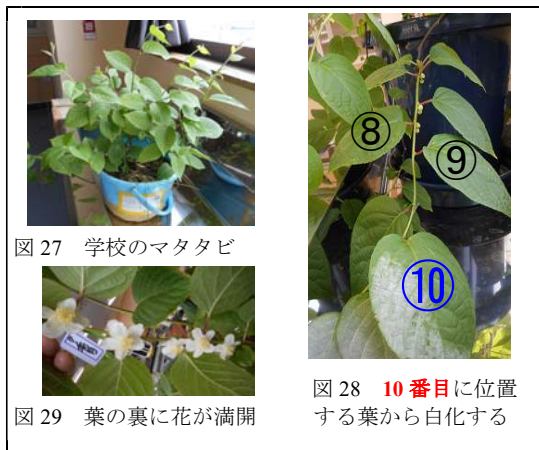 ⑧
⑨
⑩
図 27 学校のマタタビ
図 29 葉の裏に花が満開
図 28 10 番目に位置
する葉から白化する